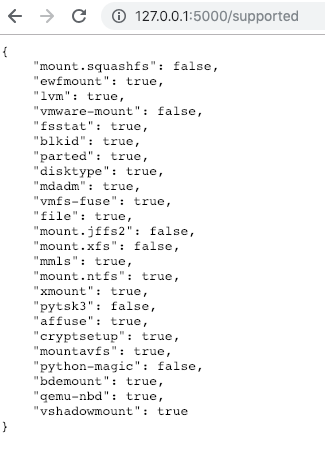 127.0.0.1:5000/supported
{
    "mount.squashfs": false,
    "ewfmount": true,
    "lvm": true,
    "vmware-mount": false,
    "fsstat": true,
    "blkid": true,
    "parted": true,
    "disktype": true,
    "mdadm": true,
    "vmfs-fuse": true,
    "file": true,
    "mount.jffs2": false,
    "mount.xfs": false,
    "mmls": true,
    "mount.ntfs": true,
    "xmount": true,
    "pytsk3": false,
    "affuse": true,
    "cryptsetup": true,
    "mountavfs": true,
    "python-magic": false,
    "bdemount": true,
    "qemu-nbd": true,
    "vshadowmount": true
}